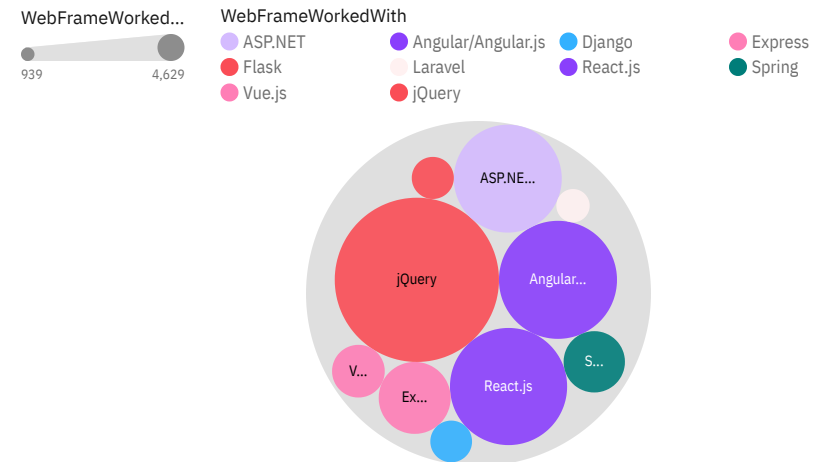 WebFrameWorked...
939
4,629
WebFrameWorkedWith
ASP.NET
Angular/Angular.js
Django
Express
Flask
Laravel
React.js
Spring
Vue.js
jQuery
ASP.NE...
jQuery
Angular...
S...
React.js
V...
Ex...